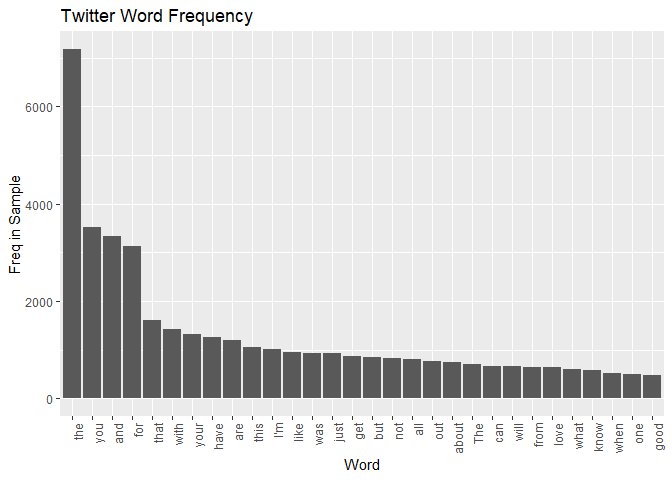 Twitter Word Frequency
Freq in Sample
6000
4000
2000
0
the
you
and
for
that
with
your
have
are
this
I'm
like
was
just
get
but
not
all
out
about
The
can
will
from
love
what
know
when
one
good
Word